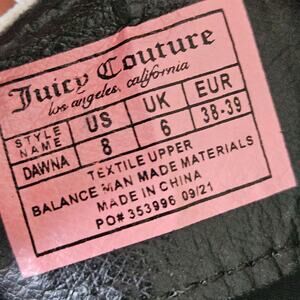 Juicy Couture
los angeles, california
STYLE NAME US UK EUR
DAWNA 8 6 38-39
TEXTILE UPPER
BALANCE MAN MADE MATERIALS
MADE IN CHINA
PO# 353996 09/21